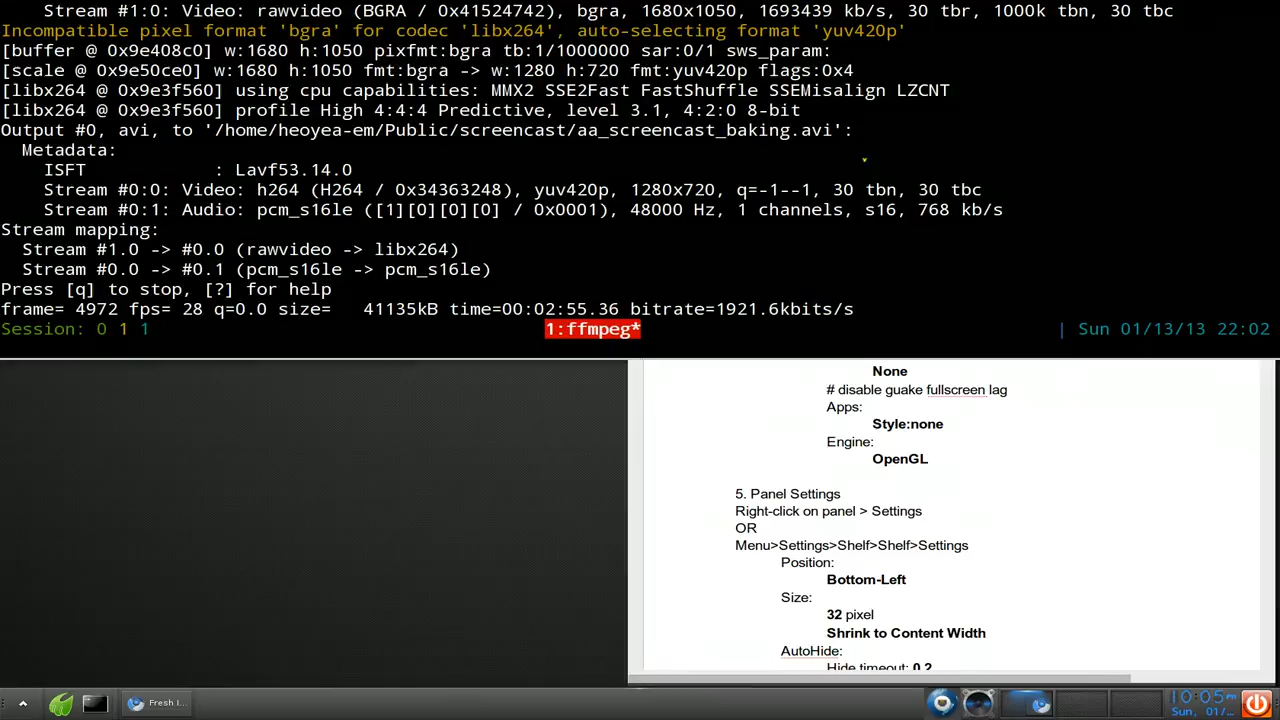 Stream #1:0: Video: rawvideo (BGRA / 0x41524742), bgra, 1680x1050, 1693439 kb/s, 30 tbr, 1000k tbn, 30 tbc
Incompatible pixel format 'bgra' for codec 'libx264', auto-selecting format 'yuv420p'
[buffer @ 0x9e408c0] w:1680 h:1050 pixfmt:bgra tb:1/1000000 sar:0/1 sws_param:
[scale @ 0x9e50ce0] w:1680 h:1050 fmt:bgra -> w:1280 h:720 fmt:yuv420p flags:0x4
[libx264 @ 0x9e3f560] using cpu capabilities: MMX2 SSE2Fast FastShuffle SSEMisalign LZCNT
[libx264 @ 0x9e3f560] profile High 4:4:4 Predictive, level 3.1, 4:2:0 8-bit
Output #0, avi, to '/home/heoyea-em/Public/screencast/aa_screencast_baking.avi':
Metadata:
ISFT : Lavf53.14.0
Stream #0:0: Video: h264 (H264 / 0x34363248), yuv420p, 1280x720, q=-1--1, 30 tbn, 30 tbc
Stream #0:1: Audio: pcm_s16le ([1][0][0][0] / 0x0001), 48000 Hz, 1 channels, s16, 768 kb/s
Stream mapping:
Stream #1.0 -> #0.0 (rawvideo -> libx264)
Stream #0.0 -> #0.1 (pcm_s16le -> pcm_s16le)
Press [q] to stop, [?] for help
frame= 4972 fps= 28 q=0.0 size= 41135kB time=00:02:55.36 bitrate=1921.6kbits/s
Session: 0 1 1 1:ffmpeg* | Sun 01/13/13 22:02
None
# disable guake fullscreen lag
Apps:
Style:none
Engine:
OpenGL
5. Panel Settings
Right-click on panel > Settings
OR
Menu>Settings>Shelf>Shelf>Settings
Position:
Bottom-Left
Size:
32 pixel
Shrink to Content Width
AutoHide:
Hide timeout: 0.2
Fresh I...
10:05PM
Sun, 01/...